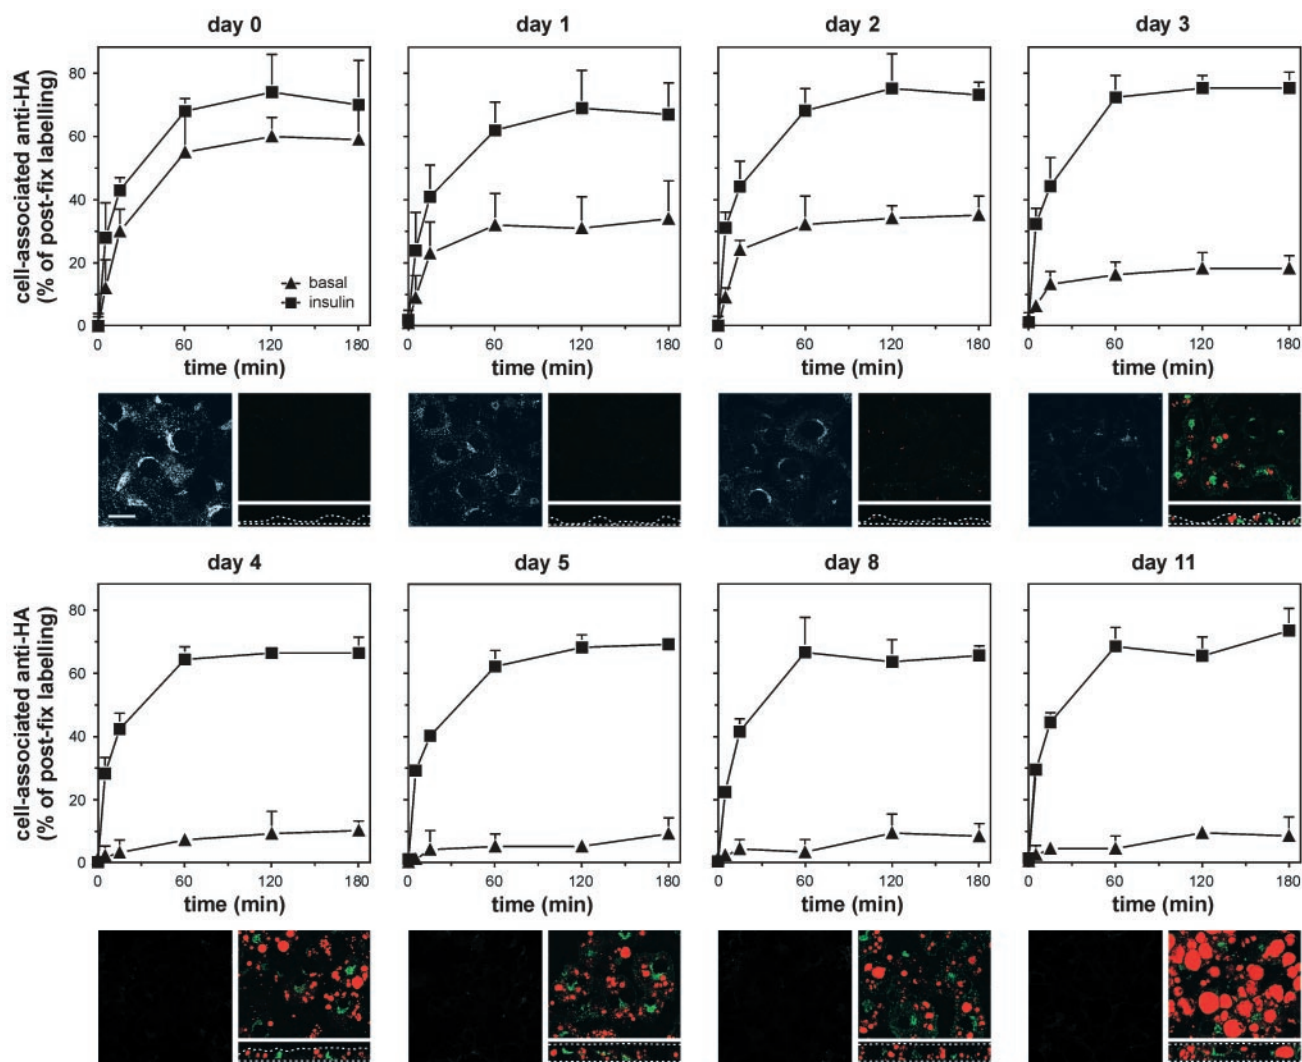 day 0
day 1
day 2
day 3
cell-associated anti-HA
(% of post-fix labelling)
80
60
40
20
0
basal
insulin
0 60 120 180
0 60 120 180
0 60 120 180
0 60 120 180
time (min)
time (min)
time (min)
time (min)
day 4
day 5
day 8
day 11
cell-associated anti-HA
(% of post-fix labelling)
80
60
40
20
0
0 60 120 180
0 60 120 180
0 60 120 180
0 60 120 180
time (min)
time (min)
time (min)
time (min)